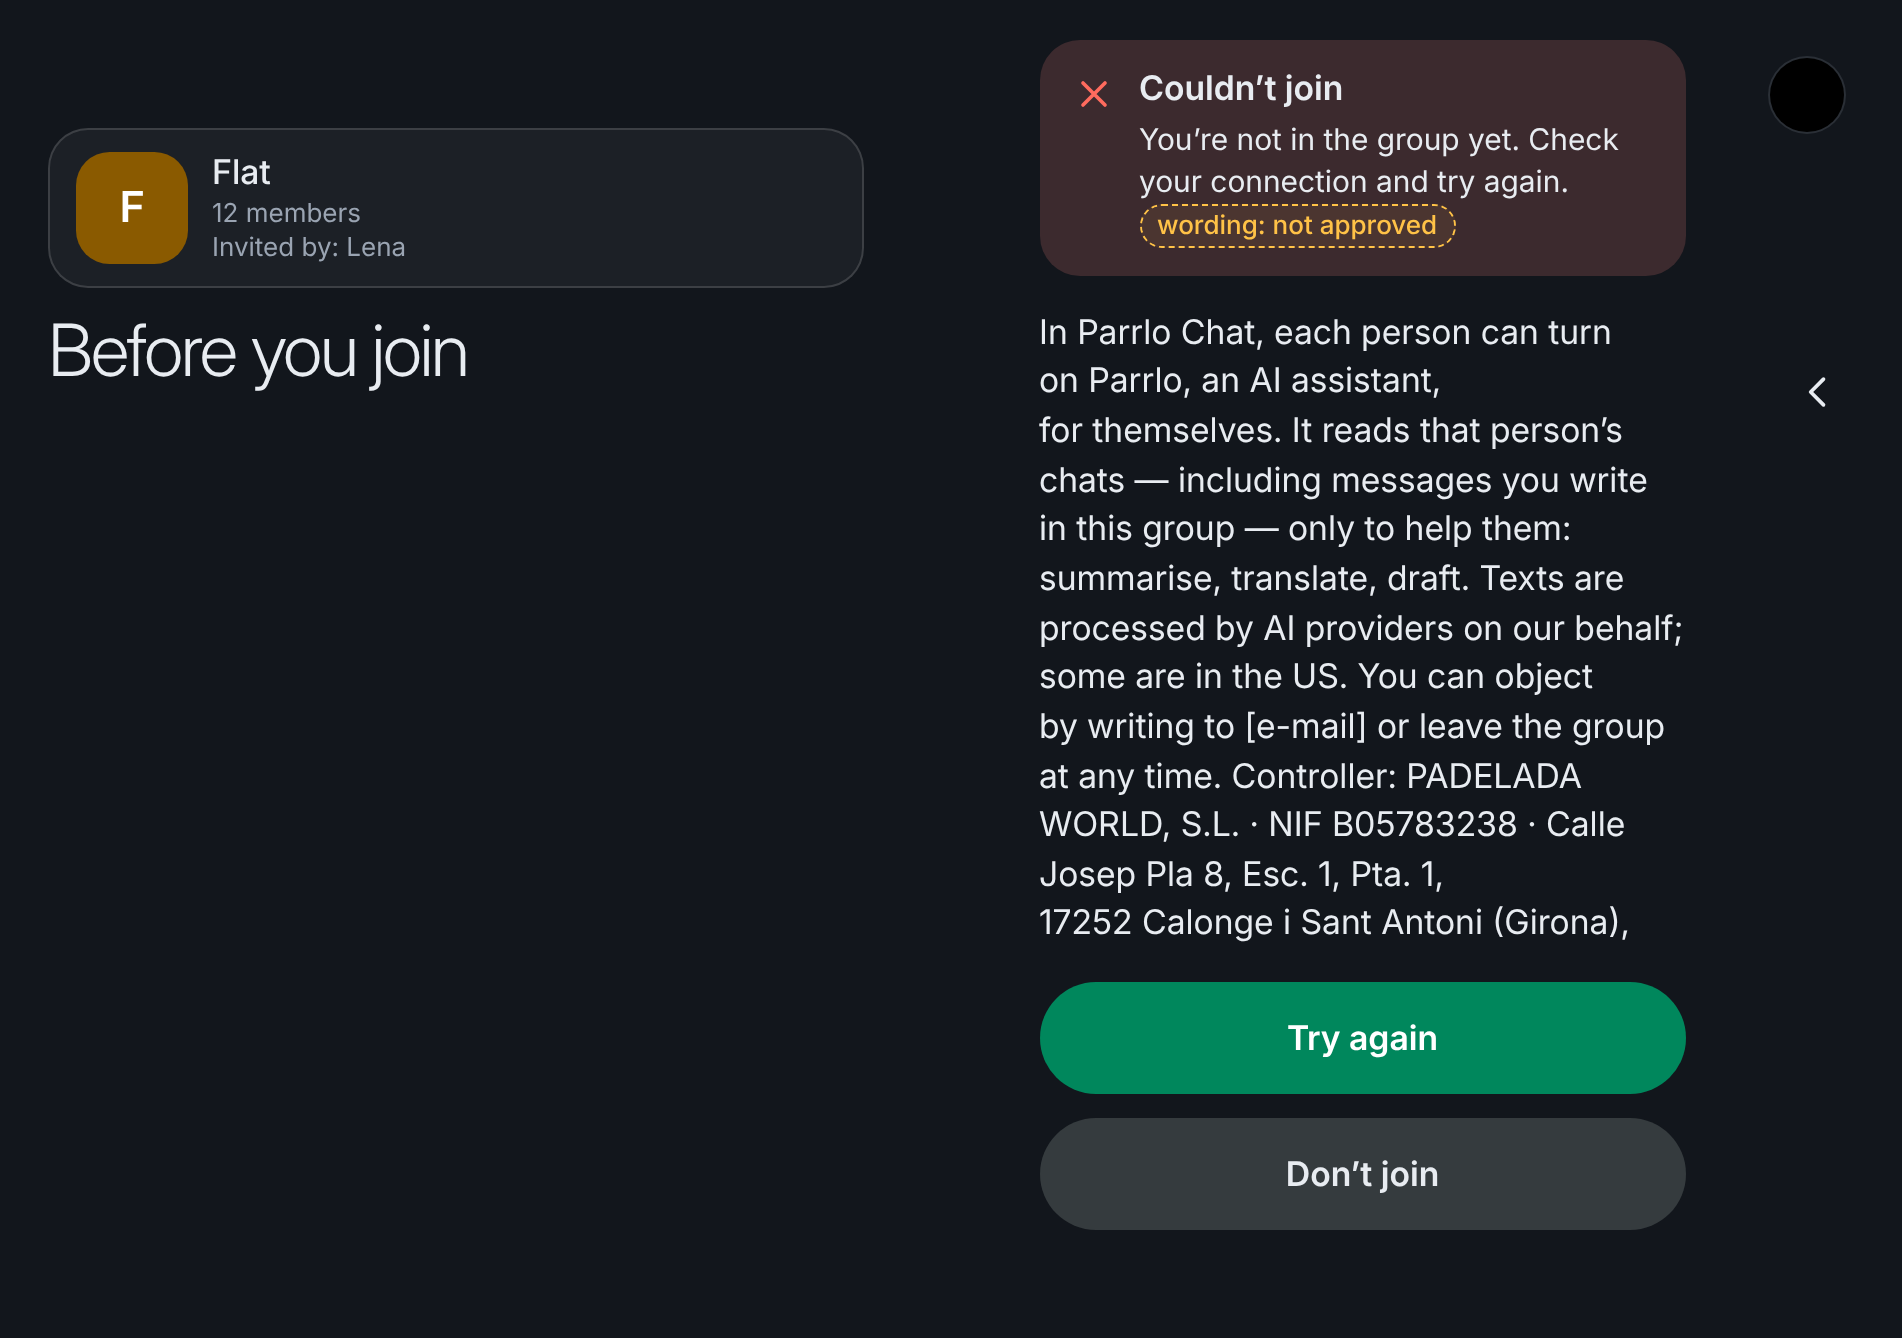 F
Flat
12 members
Invited by: Lena
Before you join
Couldn’t join
You’re not in the group yet. Check
your connection and try again.
wording: not approved
In Parrlo Chat, each person can turn
on Parrlo, an AI assistant,
for themselves. It reads that person’s
chats — including messages you write
in this group — only to help them:
summarise, translate, draft. Texts are
processed by AI providers on our behalf;
some are in the US. You can object
by writing to [e-mail] or leave the group
at any time. Controller: PADELADA
WORLD, S.L. · NIF B05783238 · Calle
Josep Pla 8, Esc. 1, Pta. 1,
17252 Calonge i Sant Antoni (Girona),
Try again
Don’t join